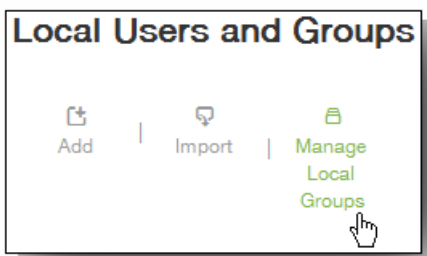 Local Users and Groups
Add | Import | Manage
Local
Groups